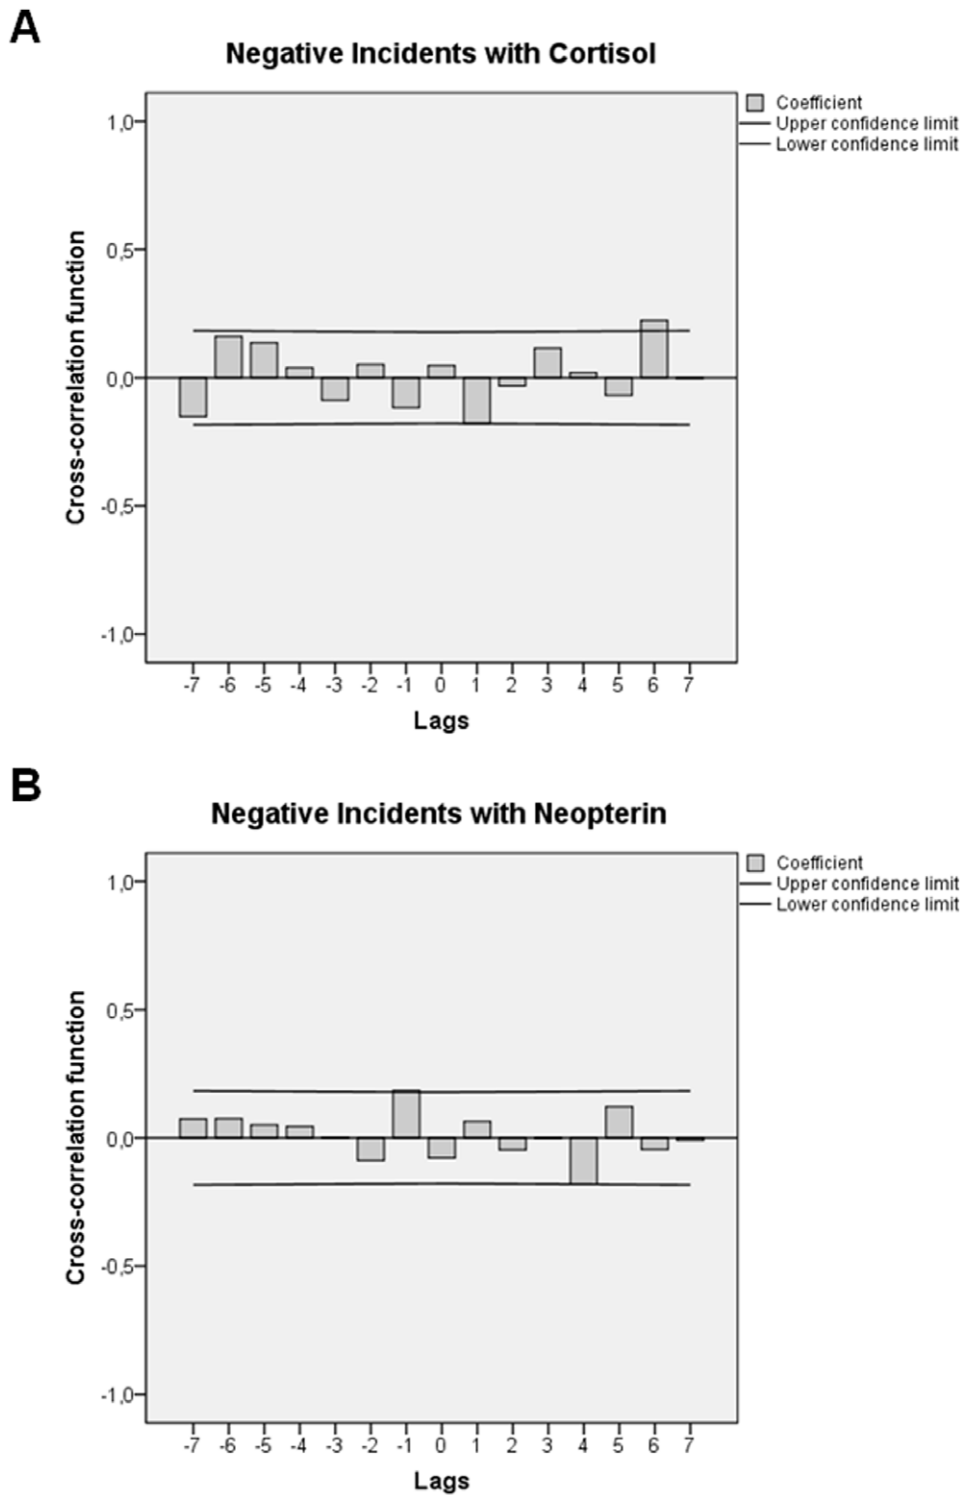 A
Negative Incidents with Cortisol
Coefficient
Upper confidence limit
Lower confidence limit
1,0
0,5
0,0
-0,5
-1,0
Cross-correlation function
-7 -6 -5 -4 -3 -2 -1 0 1 2 3 4 5 6 7
Lags
B
Negative Incidents with Neopterin
Coefficient
Upper confidence limit
Lower confidence limit
1,0
0,5
0,0
-0,5
-1,0
Cross-correlation function
-7 -6 -5 -4 -3 -2 -1 0 1 2 3 4 5 6 7
Lags